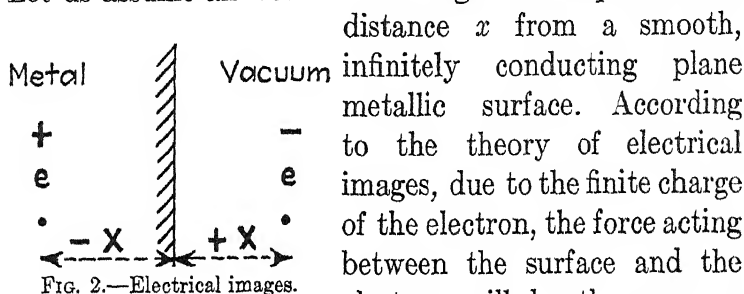 distance x from a smooth,
infinitely conducting plane
metallic surface. According
to the theory of electrical
images, due to the finite charge
of the electron, the force acting
between the surface and the
Metal Vacuum
+ −
e e
− X + X
FIG. 2.—Electrical images.